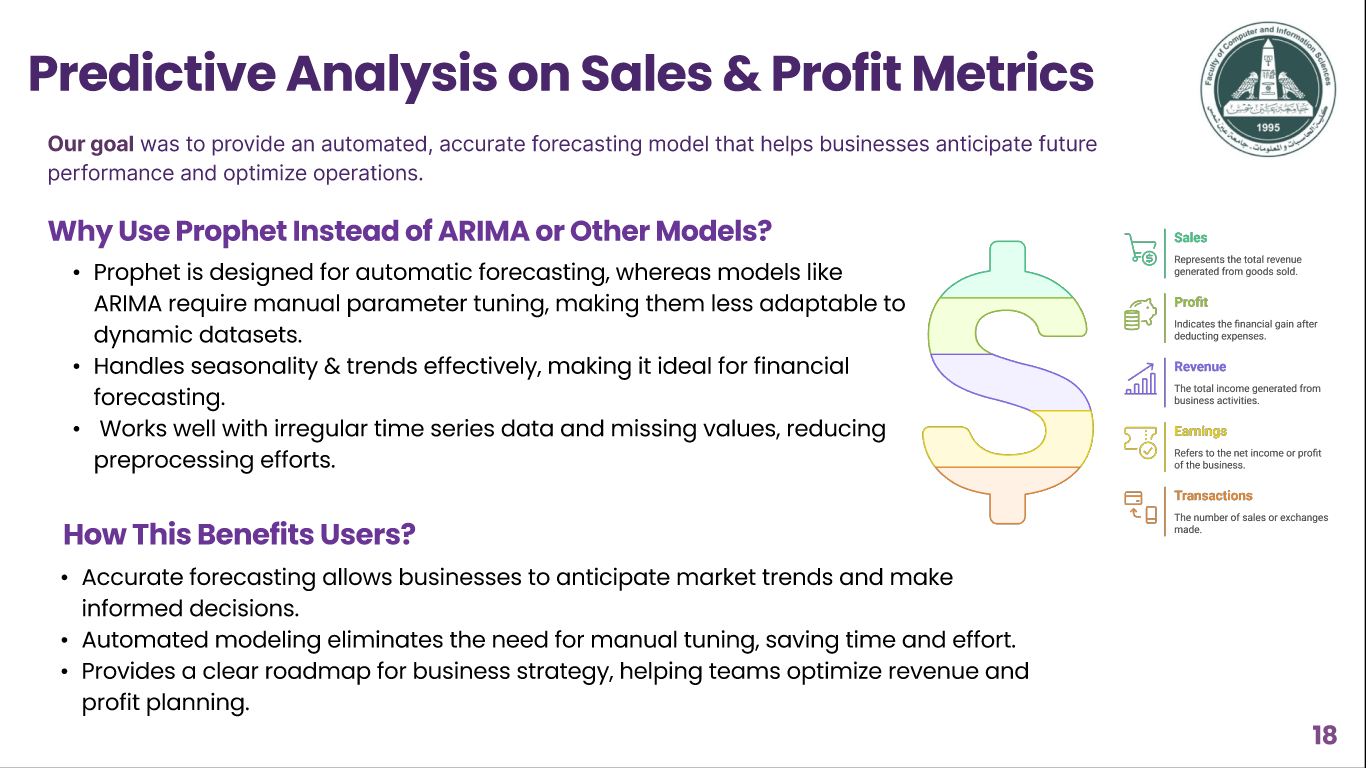 Predictive Analysis on Sales & Profit Metrics
Faculty of Computer and Information Sciences
جامعة عين شمس
1995
كلية الحاسبات والمعلومات. جامعة عين شمس
Our goal was to provide an automated, accurate forecasting model that helps businesses anticipate future
performance and optimize operations.
Why Use Prophet Instead of ARIMA or Other Models?
• Prophet is designed for automatic forecasting, whereas models like
ARIMA require manual parameter tuning, making them less adaptable to
dynamic datasets.
• Handles seasonality & trends effectively, making it ideal for financial
forecasting.
• Works well with irregular time series data and missing values, reducing
preprocessing efforts.
Sales
Represents the total revenue
generated from goods sold.
Profit
Indicates the financial gain after
deducting expenses.
Revenue
The total income generated from
business activities.
Earnings
Refers to the net income or profit
of the business.
Transactions
The number of sales or exchanges
made.
How This Benefits Users?
• Accurate forecasting allows businesses to anticipate market trends and make
informed decisions.
• Automated modeling eliminates the need for manual tuning, saving time and effort.
• Provides a clear roadmap for business strategy, helping teams optimize revenue and
profit planning.
18